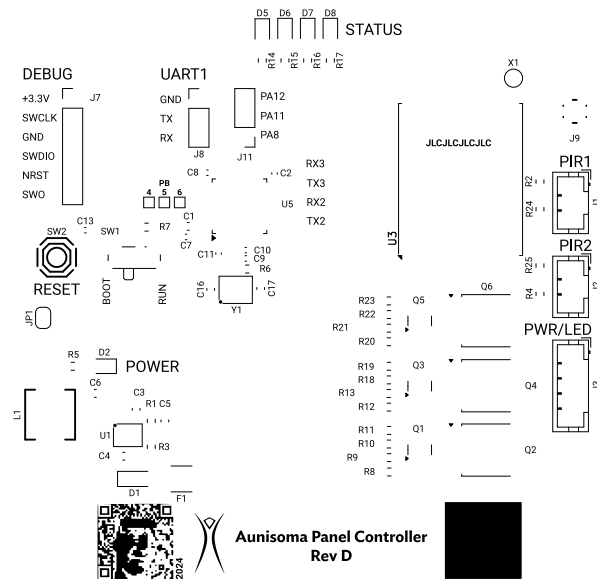 D5 D6 D7 D8
STATUS
R14 R15 R16 R17
X1
DEBUG
UART1
+3.3V
J7
GND
PA12
SWCLK
TX
PA11
GND
RX
PA8
SWDIO
J8
J11
J9
JLCJLCJLCJLC
NRST
SWO
PIR1
C8
C2
RX3
TX3
RX2
TX2
U5
PB
4 5 6
R2
R24
J1
C13
SW2
SW1
R7
C1
C7
U3
C11
C10
C9
R6
PIR2
R25
R4
J2
RESET
BOOT
RUN
C16
C17
Y1
JP1
Q6
R23
Q5
R22
R21
R20
PWR/LED
R5
D2
POWER
R19
Q3
R18
R13
R12
Q4
J3
C6
L1
C3
R1 C5
U1
R3
C4
R11
Q1
R10
R9
R8
Q2
D1
F1
2024
Aunisoma Panel Controller
Rev D